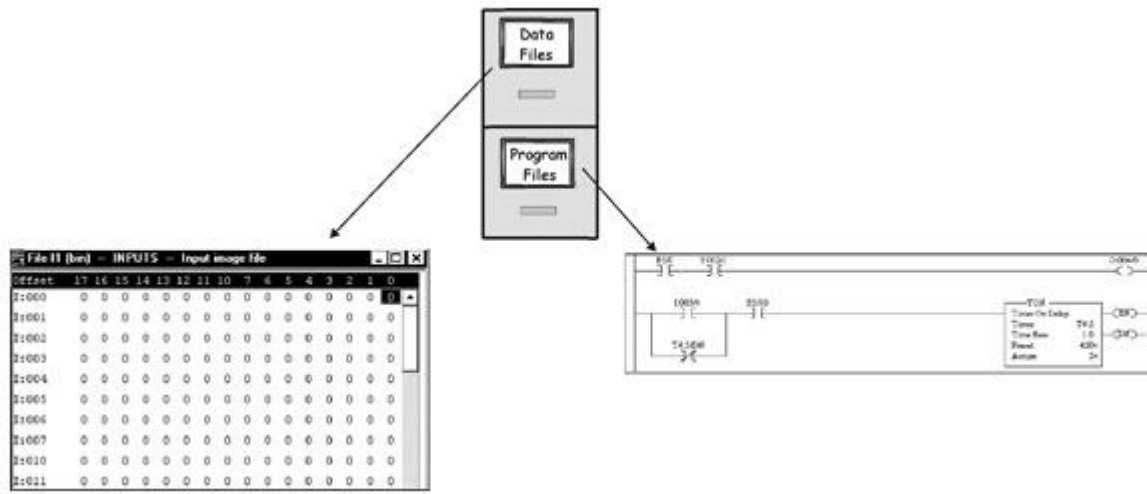 Data
Files
Program
Files
File I1 (bin) -- INPUTS -- Input image file
Offset 17 16 15 14 13 12 11 10 7 6 5 4 3 2 1 0
I:000 0 0 0 0 0 0 0 0 0 0 0 0 0 0 0 0
I:001 0 0 0 0 0 0 0 0 0 0 0 0 0 0 0 0
I:002 0 0 0 0 0 0 0 0 0 0 0 0 0 0 0 0
I:003 0 0 0 0 0 0 0 0 0 0 0 0 0 0 0 0
I:004 0 0 0 0 0 0 0 0 0 0 0 0 0 0 0 0
I:005 0 0 0 0 0 0 0 0 0 0 0 0 0 0 0 0
I:006 0 0 0 0 0 0 0 0 0 0 0 0 0 0 0 0
I:007 0 0 0 0 0 0 0 0 0 0 0 0 0 0 0 0
I:010 0 0 0 0 0 0 0 0 0 0 0 0 0 0 0 0
I:011 0 0 0 0 0 0 0 0 0 0 0 0 0 0 0 0
TON
Timer On Delay
Timer
Time Base 1.0
Preset
Accum